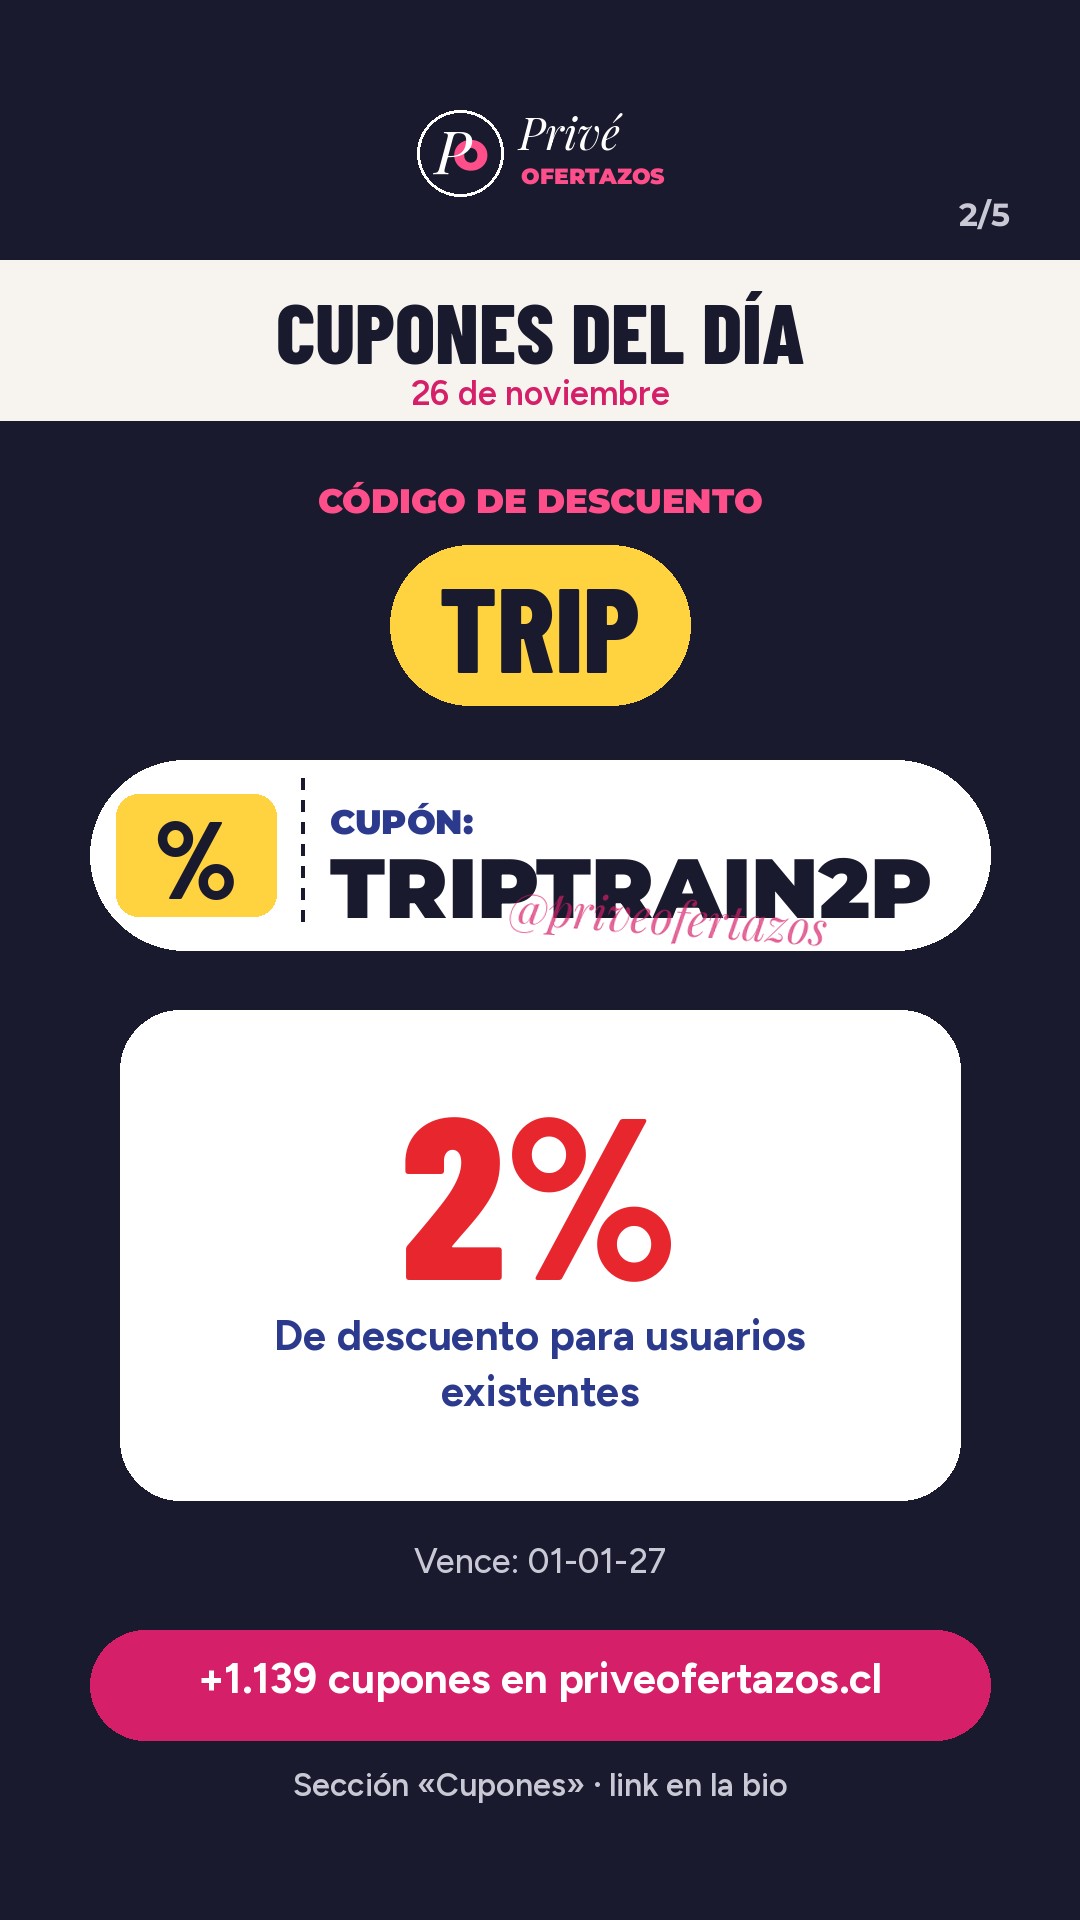 PO
Privé
OFERTAZOS
2/5
CUPONES DEL DÍA
26 de noviembre
CÓDIGO DE DESCUENTO
TRIP
%
CUPÓN:
TRIPTRAIN2P
@priveofertazos
2%
De descuento para usuarios
existentes
Vence: 01-01-27
+1.139 cupones en priveofertazos.cl
Sección «Cupones» · link en la bio